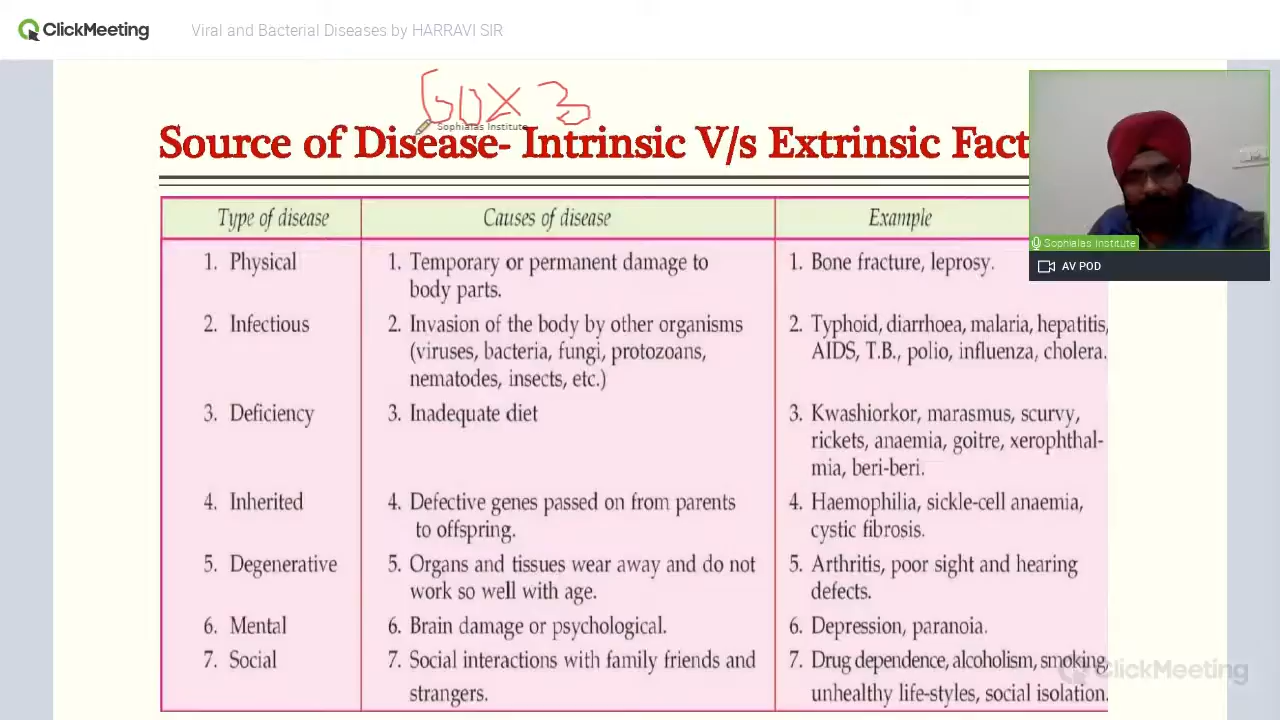 ClickMeeting Viral and Bacterial Diseases by HARRAVI SIR
60 x 3
Sophialas Institute
Source of Disease- Intrinsic V/s Extrinsic Fact
Type of disease Causes of disease Example
1. Physical 1. Temporary or permanent damage to body parts. 1. Bone fracture, leprosy.
2. Infectious 2. Invasion of the body by other organisms (viruses, bacteria, fungi, protozoans, nematodes, insects, etc.) 2. Typhoid, diarrhoea, malaria, hepatitis, AIDS, T.B., polio, influenza, cholera.
3. Deficiency 3. Inadequate diet 3. Kwashiorkor, marasmus, scurvy, rickets, anaemia, goitre, xerophthal-mia, beri-beri.
4. Inherited 4. Defective genes passed on from parents to offspring. 4. Haemophilia, sickle-cell anaemia, cystic fibrosis.
5. Degenerative 5. Organs and tissues wear away and do not work so well with age. 5. Arthritis, poor sight and hearing defects.
6. Mental 6. Brain damage or psychological. 6. Depression, paranoia.
7. Social 7. Social interactions with family friends and strangers. 7. Drug dependence, alcoholism, smoking, unhealthy life-styles, social isolation.
Sophialas Institute
AV POD
ClickMeeting